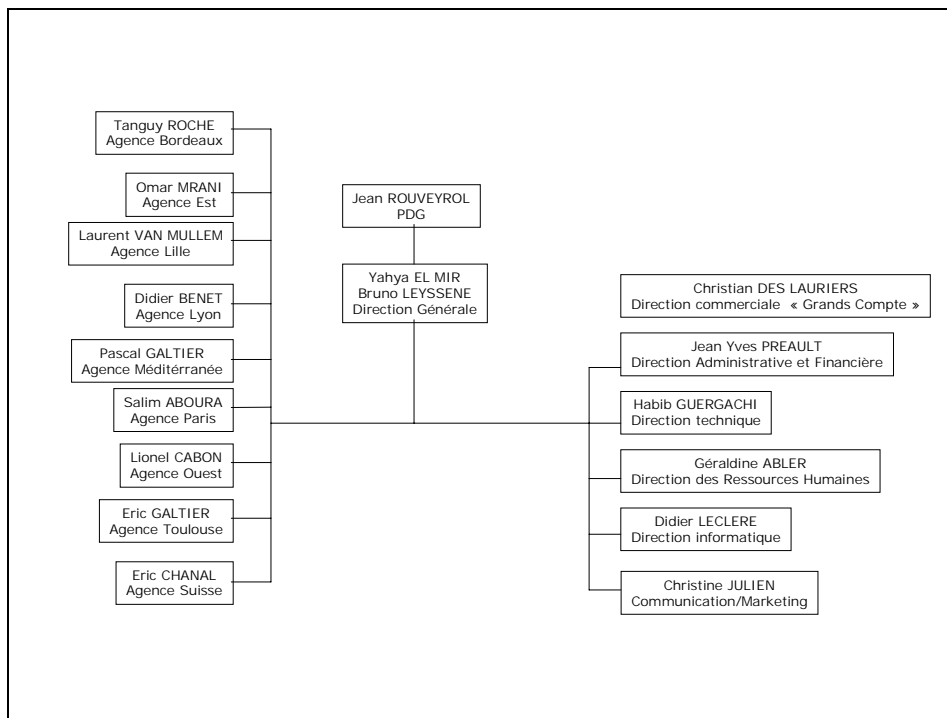 Tanguy ROCHE
Agence Bordeaux
Omar MRANI
Agence Est
Laurent VAN MULLEM
Agence Lille
Didier BENET
Agence Lyon
Pascal GALTIER
Agence Méditérranée
Salim ABOURA
Agence Paris
Lionel CABON
Agence Ouest
Eric GALTIER
Agence Toulouse
Eric CHANAL
Agence Suisse
Jean ROUVEYROL
PDG
Yahya EL MIR
Bruno LEYSSENE
Direction Générale
Christian DES LAURIERS
Direction commerciale « Grands Compte »
Jean Yves PREAULT
Direction Administrative et Financière
Habib GUERGACHI
Direction technique
Géraldine ABLER
Direction des Ressources Humaines
Didier LECLERE
Direction informatique
Christine JULIEN
Communication/Marketing